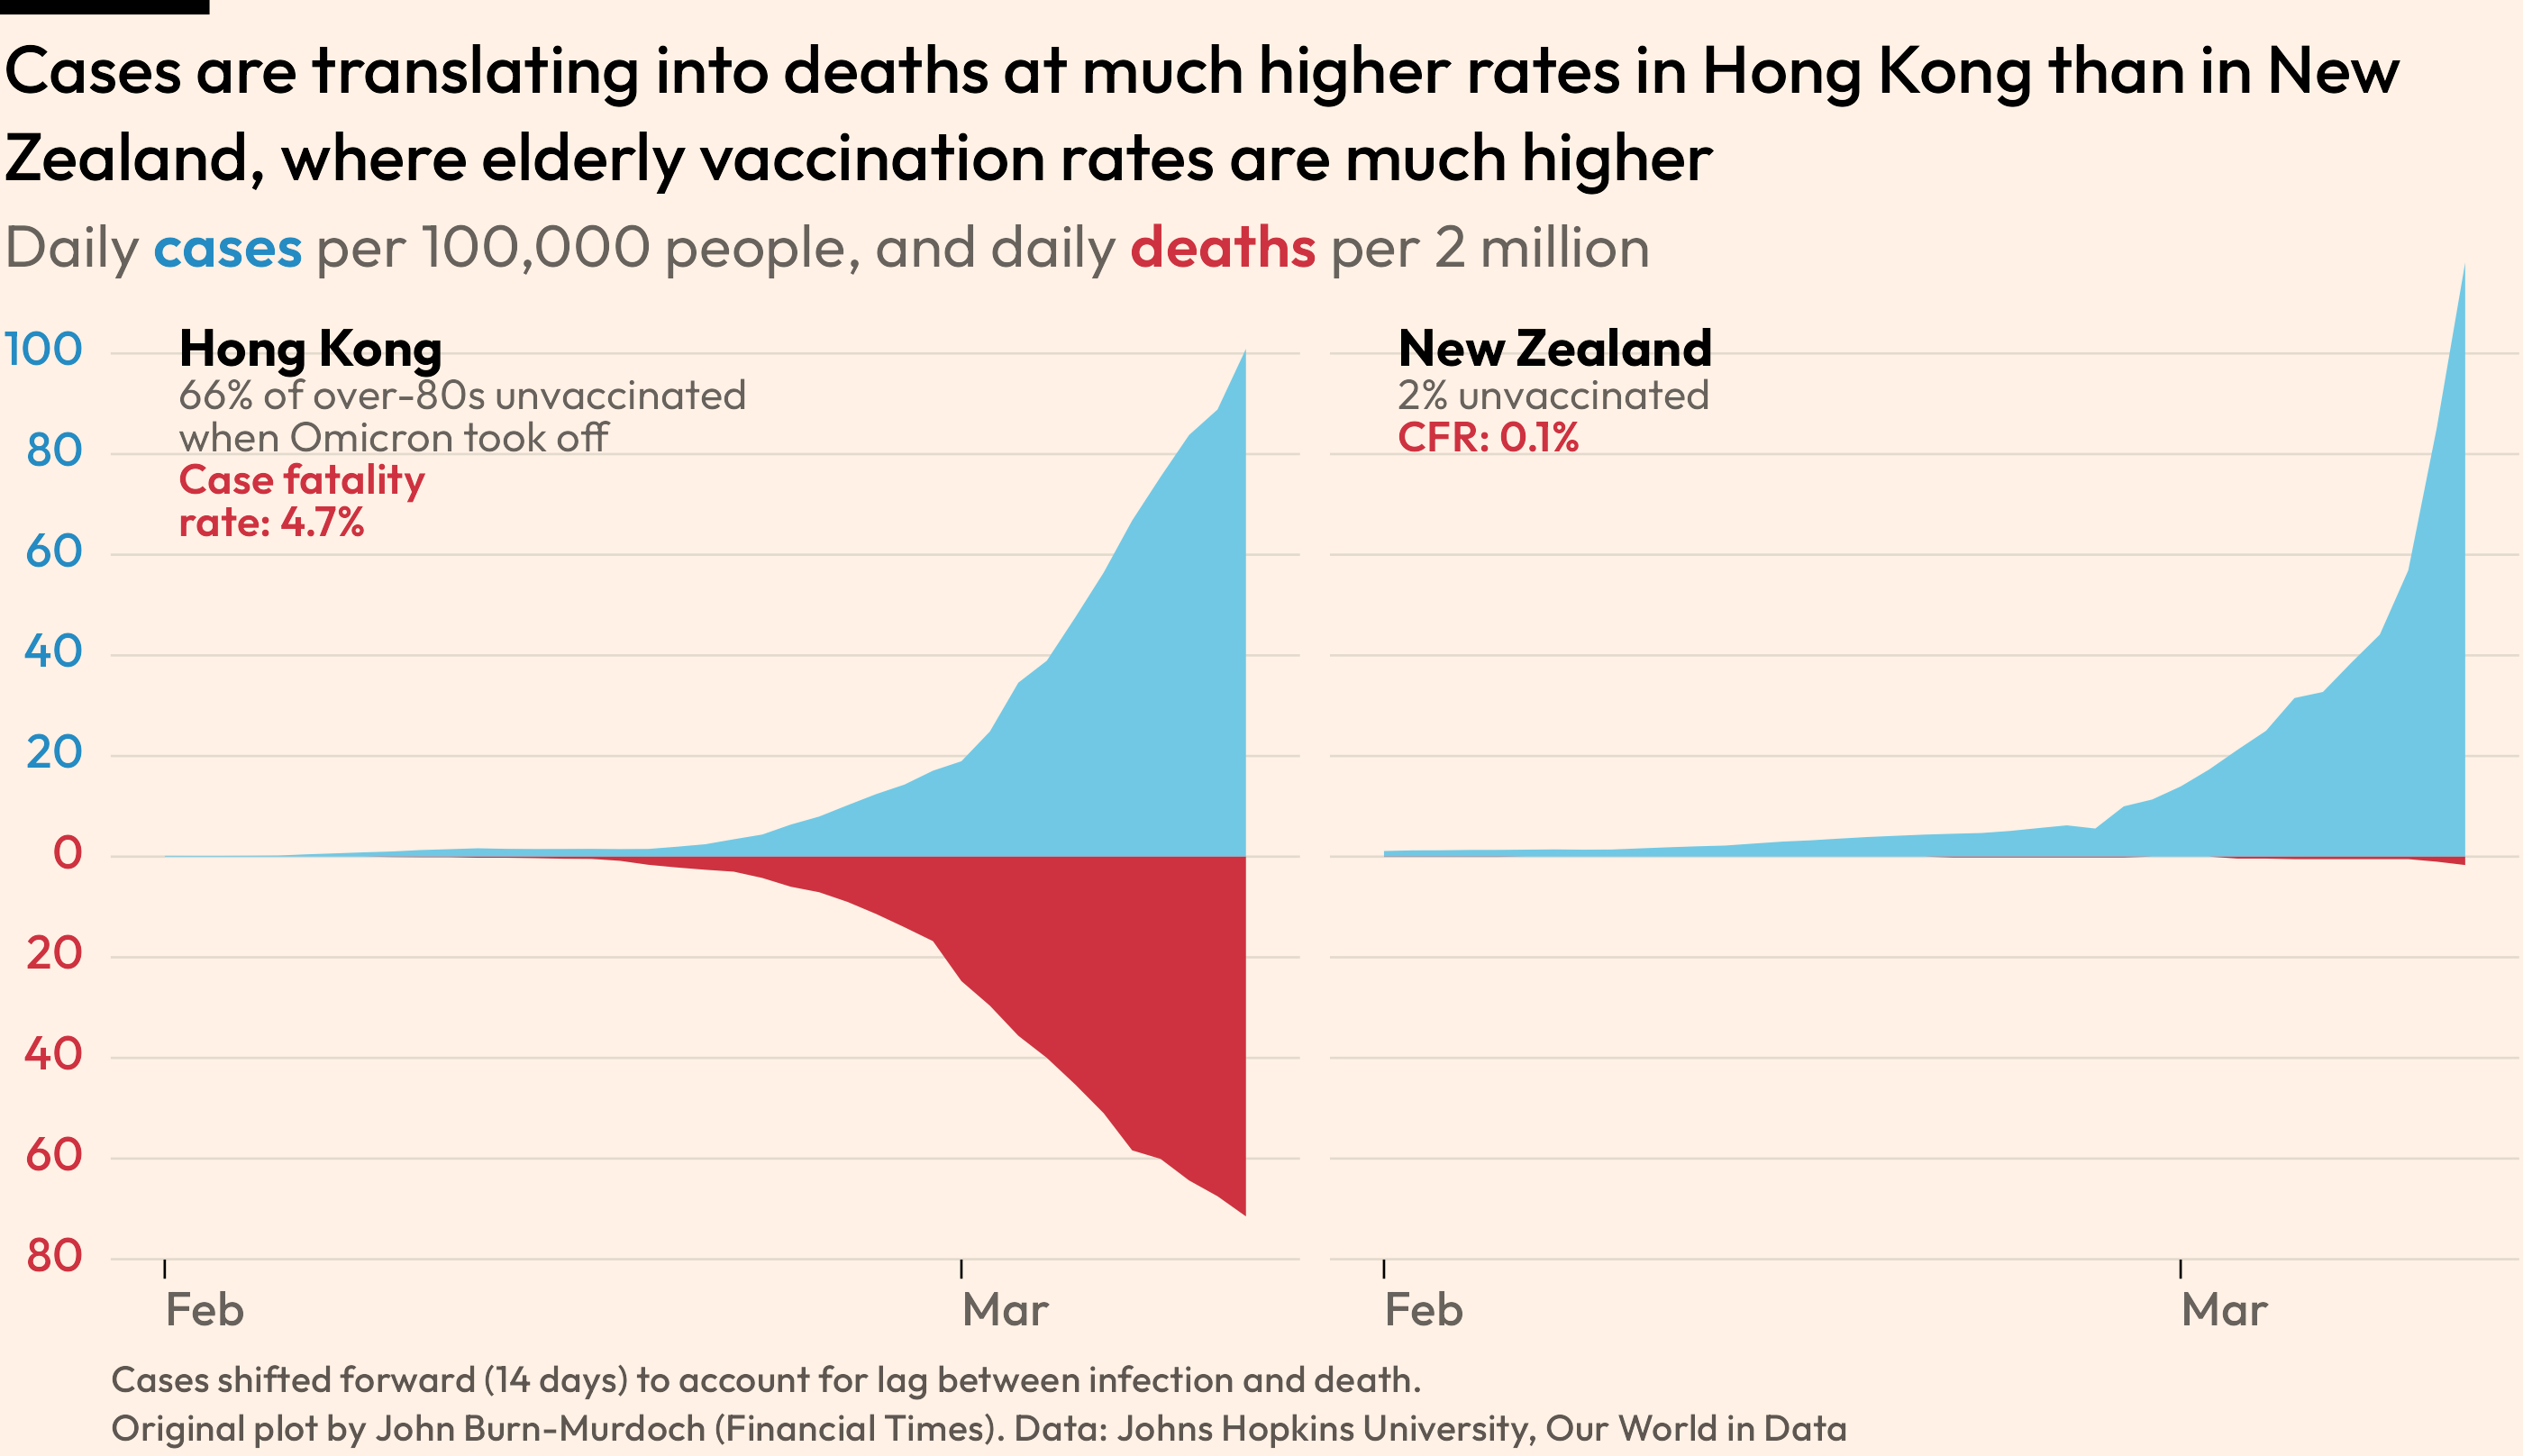 Cases are translating into deaths at much higher rates in Hong Kong than in New
Zealand, where elderly vaccination rates are much higher
Daily cases per 100,000 people, and daily deaths per 2 million
100
80
60
40
20
0
20
40
60
80
Hong Kong
66% of over-80s unvaccinated
when Omicron took off
Case fatality
rate: 4.7%
New Zealand
2% unvaccinated
CFR: 0.1%
Feb
Mar
Feb
Mar
Cases shifted forward (14 days) to account for lag between infection and death.
Original plot by John Burn-Murdoch (Financial Times). Data: Johns Hopkins University, Our World in Data